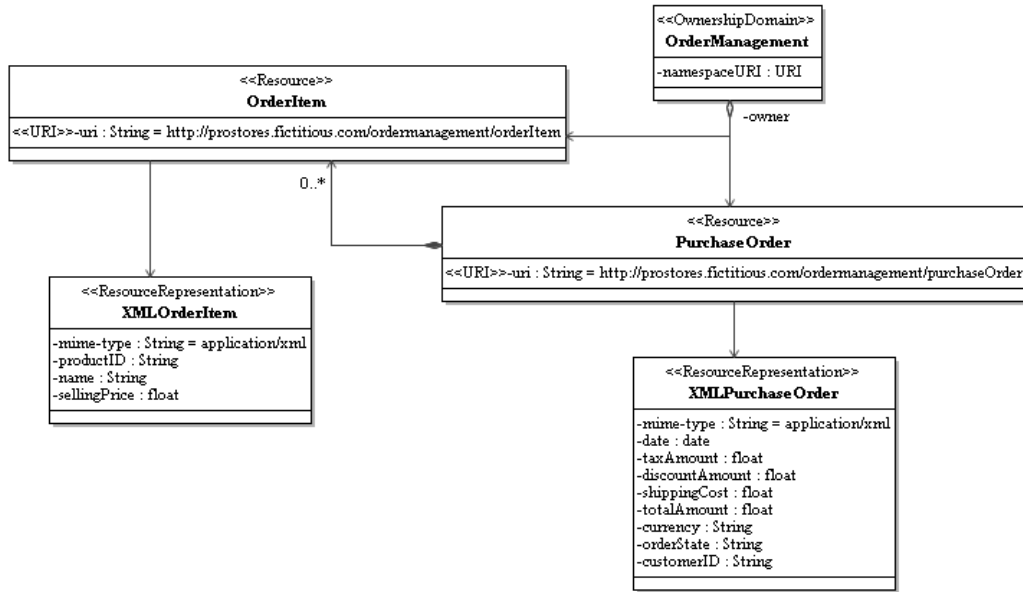 <<OwnershipDomain>>
OrderManagement
-namespaceURI : URI
-owner
<<Resource>>
OrderItem
<<URI>>-uri : String = http://prostores.fictitious.com/ordermanagement/orderItem
0..*
<<Resource>>
PurchaseOrder
<<URI>>-uri : String = http://prostores.fictitious.com/ordermanagement/purchaseOrder
<<ResourceRepresentation>>
XMLOrderItem
-mime-type : String = application/xml
-productID : String
-name : String
-sellingPrice : float
<<ResourceRepresentation>>
XMLPurchaseOrder
-mime-type : String = application/xml
-date : date
-taxAmount : float
-discountAmount : float
-shippingCost : float
-totalAmount : float
-currency : String
-orderState : String
-customerID : String